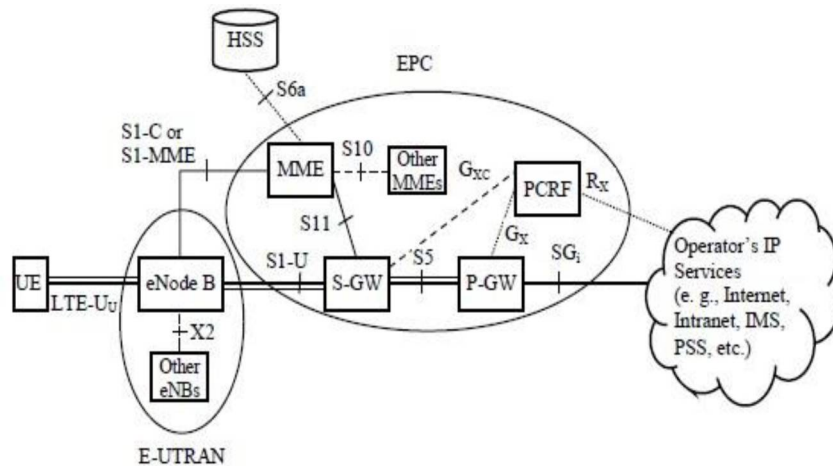 HSS
EPC
S6a
S1-C or
S1-MME
MME
S10
Other
MMEs
GXC
PCRF
RX
S11
GX
Operator's IP
Services
(e. g., Internet,
Intranet, IMS,
PSS, etc.)
UE
LTE-UU
eNode B
S1-U
S-GW
S5
P-GW
SGi
X2
Other
eNBs
E-UTRAN